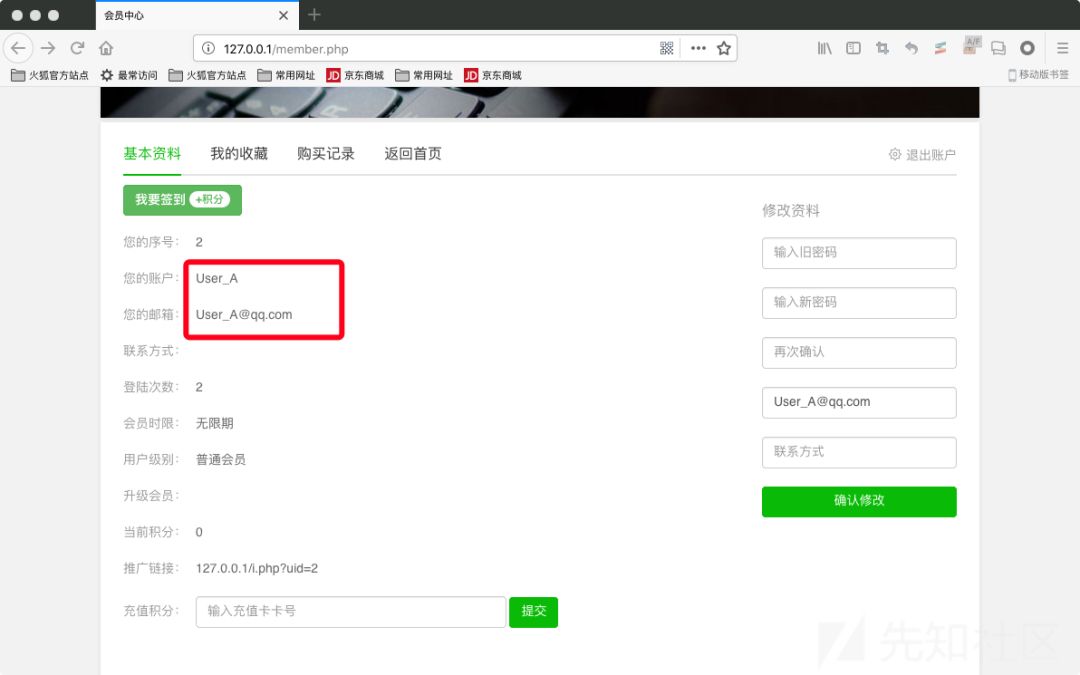 会员中心
127.0.0.1/member.php
火狐官方站点 最常访问 火狐官方站点 常用网址 JD 京东商城 常用网址 JD 京东商城 移动版书签
基本资料 我的收藏 购买记录 返回首页 退出账户
我要签到 +积分
修改资料
您的序号： 2
输入旧密码
您的账户： User_A
输入新密码
您的邮箱： User_A@qq.com
联系方式：
再次确认
登陆次数： 2
User_A@qq.com
会员时限： 无限期
用户级别： 普通会员
联系方式
升级会员：
确认修改
当前积分： 0
推广链接： 127.0.0.1/i.php?uid=2
充值积分： 输入充值卡卡号 提交
先知社区